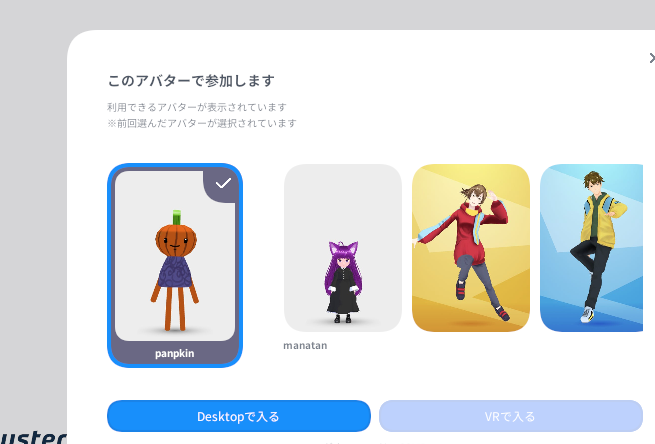 このアバターで参加します
利用できるアバターが表示されています
※前回選んだアバターが選択されています
panpkin
manatan
Desktopで入る
VRで入る